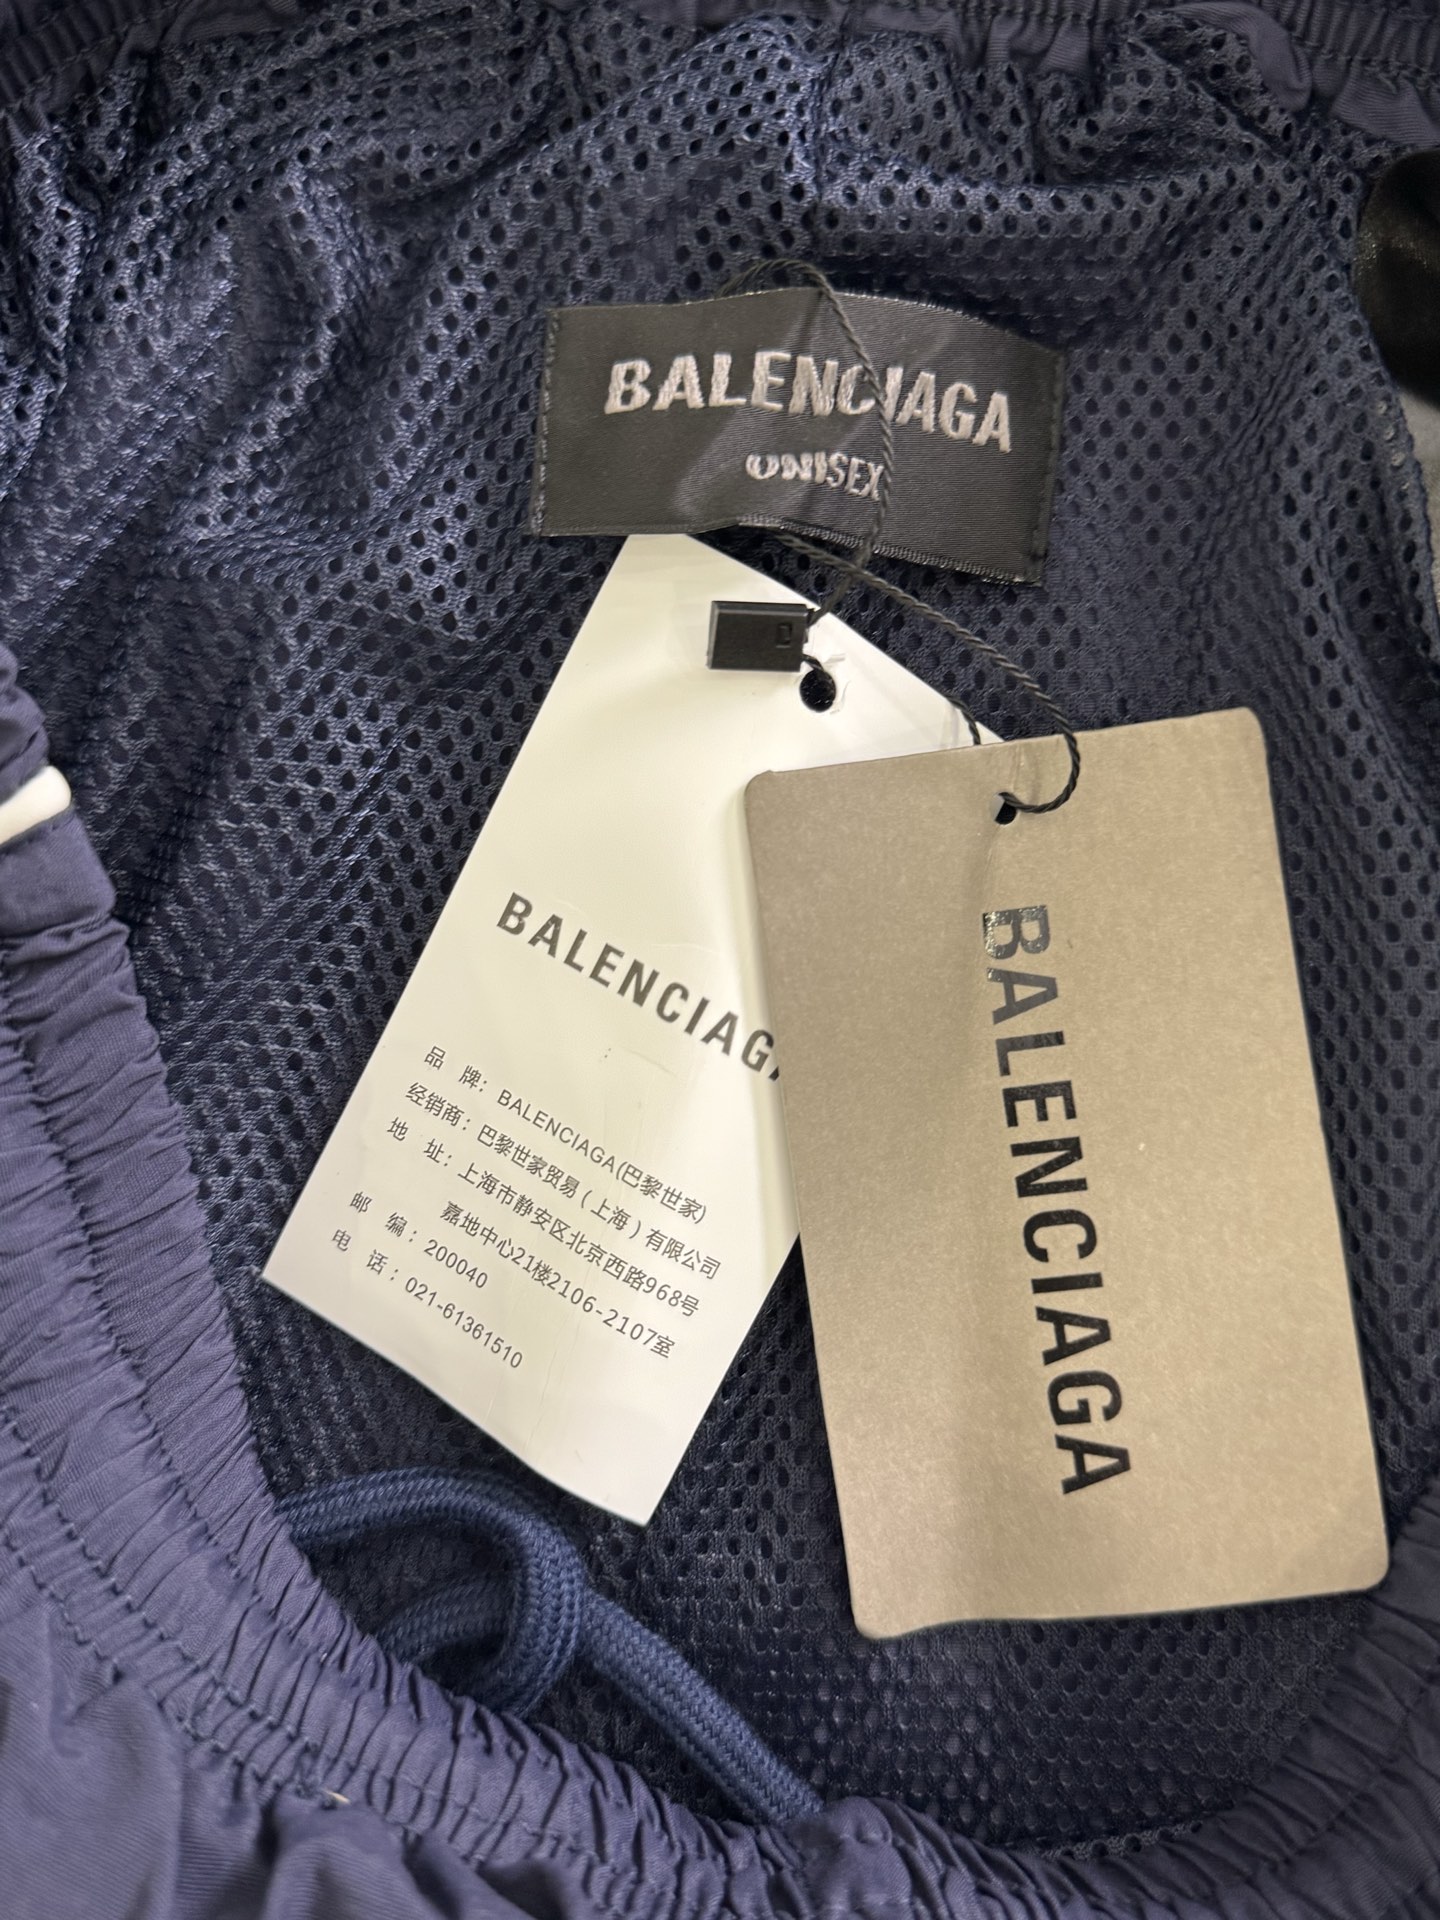 BALENCIAGA
UNISEX
BALENCIAGA
品 牌：BALENCIAGA(巴黎世家)
经销商：巴黎世家贸易（上海）有限公司
地 址：上海市静安区北京西路968号
嘉地中心21楼2106-2107室
邮 编：200040
电 话：021-61361510
BALENCIAGA